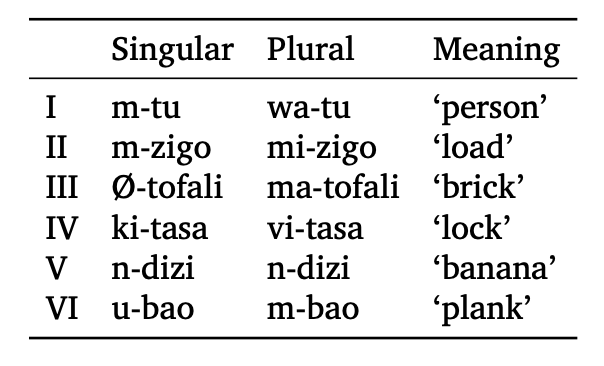 Singular Plural Meaning
I m-tu wa-tu ‘person’
II m-zigo mi-zigo ‘load’
III Ø-tofali ma-tofali ‘brick’
IV ki-tasa vi-tasa ‘lock’
V n-dizi n-dizi ‘banana’
VI u-bao m-bao ‘plank’